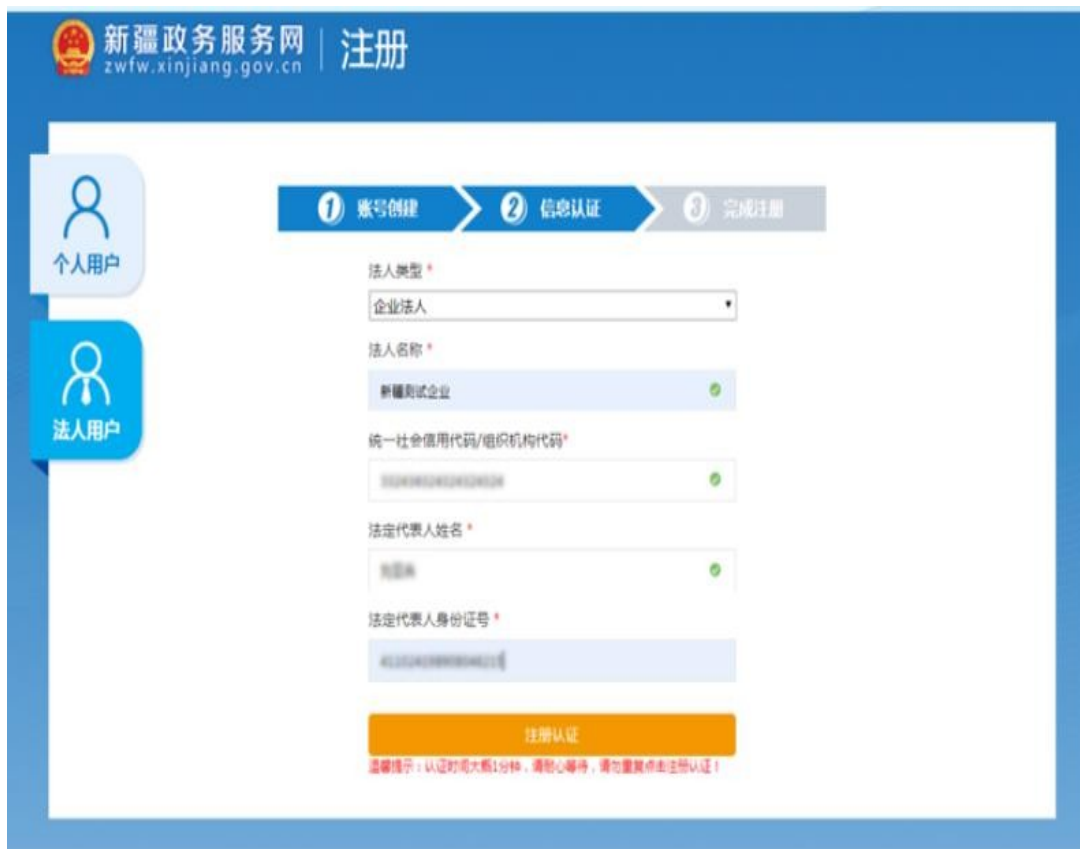 新疆政务服务网
zwfw.xinjiang.gov.cn
注册
个人用户
法人用户
1 账号创建
2 信息认证
3 完成注册
法人类型 *
企业法人
法人名称 *
新疆测试企业
统一社会信用代码/组织机构代码*
法定代表人姓名 *
法定代表人身份证号 *
注册认证
温馨提示：认证时间大概1分钟，请耐心等待，请勿重复点击注册认证！